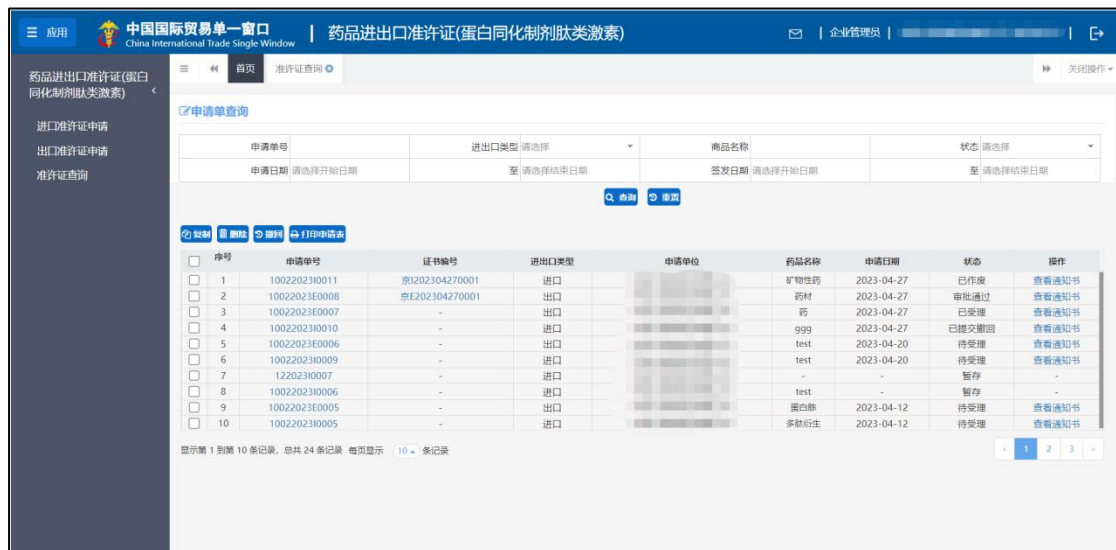 应用
中国国际贸易单一窗口
China International Trade Single Window
药品进出口准许证(蛋白同化制剂肽类激素)
企业管理员
药品进出口准许证(蛋白
同化制剂肽类激素)
进口准许证申请
出口准许证申请
准许证查询
首页 准许证查询 关闭操作
申请单查询
申请单号 进出口类型 请选择 商品名称 状态 请选择
申请日期 请选择开始日期 至 请选择结束日期 签发日期 请选择开始日期 至 请选择结束日期
查询 重置
复制 删除 撤回 打印申请表
序号 申请单号 证书编号 进出口类型 申请单位 药品名称 申请日期 状态 操作
1 10022023I0011 京I202304270001 进口 矿物性药 2023-04-27 已作废 查看通知书
2 10022023E0008 京E202304270001 出口 药材 2023-04-27 审批通过 查看通知书
3 10022023E0007 - 出口 药 2023-04-27 已受理 查看通知书
4 10022023I0010 - 进口 ggg 2023-04-27 已提交撤回 查看通知书
5 10022023E0006 - 出口 test 2023-04-20 待受理 查看通知书
6 10022023I0009 - 进口 test 2023-04-20 待受理 查看通知书
7 122023I0007 - 进口 - - 暂存 -
8 10022023I0006 - 进口 test - 暂存 -
9 10022023E0005 - 出口 蛋白胨 2023-04-12 待受理 查看通知书
10 10022023I0005 - 进口 多肽衍生 2023-04-12 待受理 查看通知书
显示第 1 到第 10 条记录，总共 24 条记录 每页显示 10 条记录
‹ 1 2 3 ›